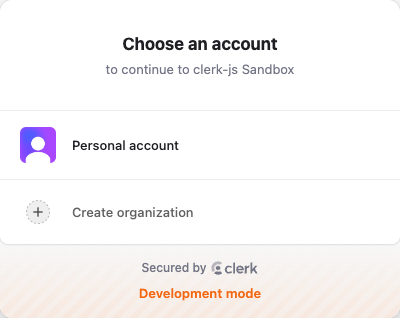 Choose an account
to continue to clerk-js Sandbox
Personal account
Create organization
Secured by clerk
Development mode